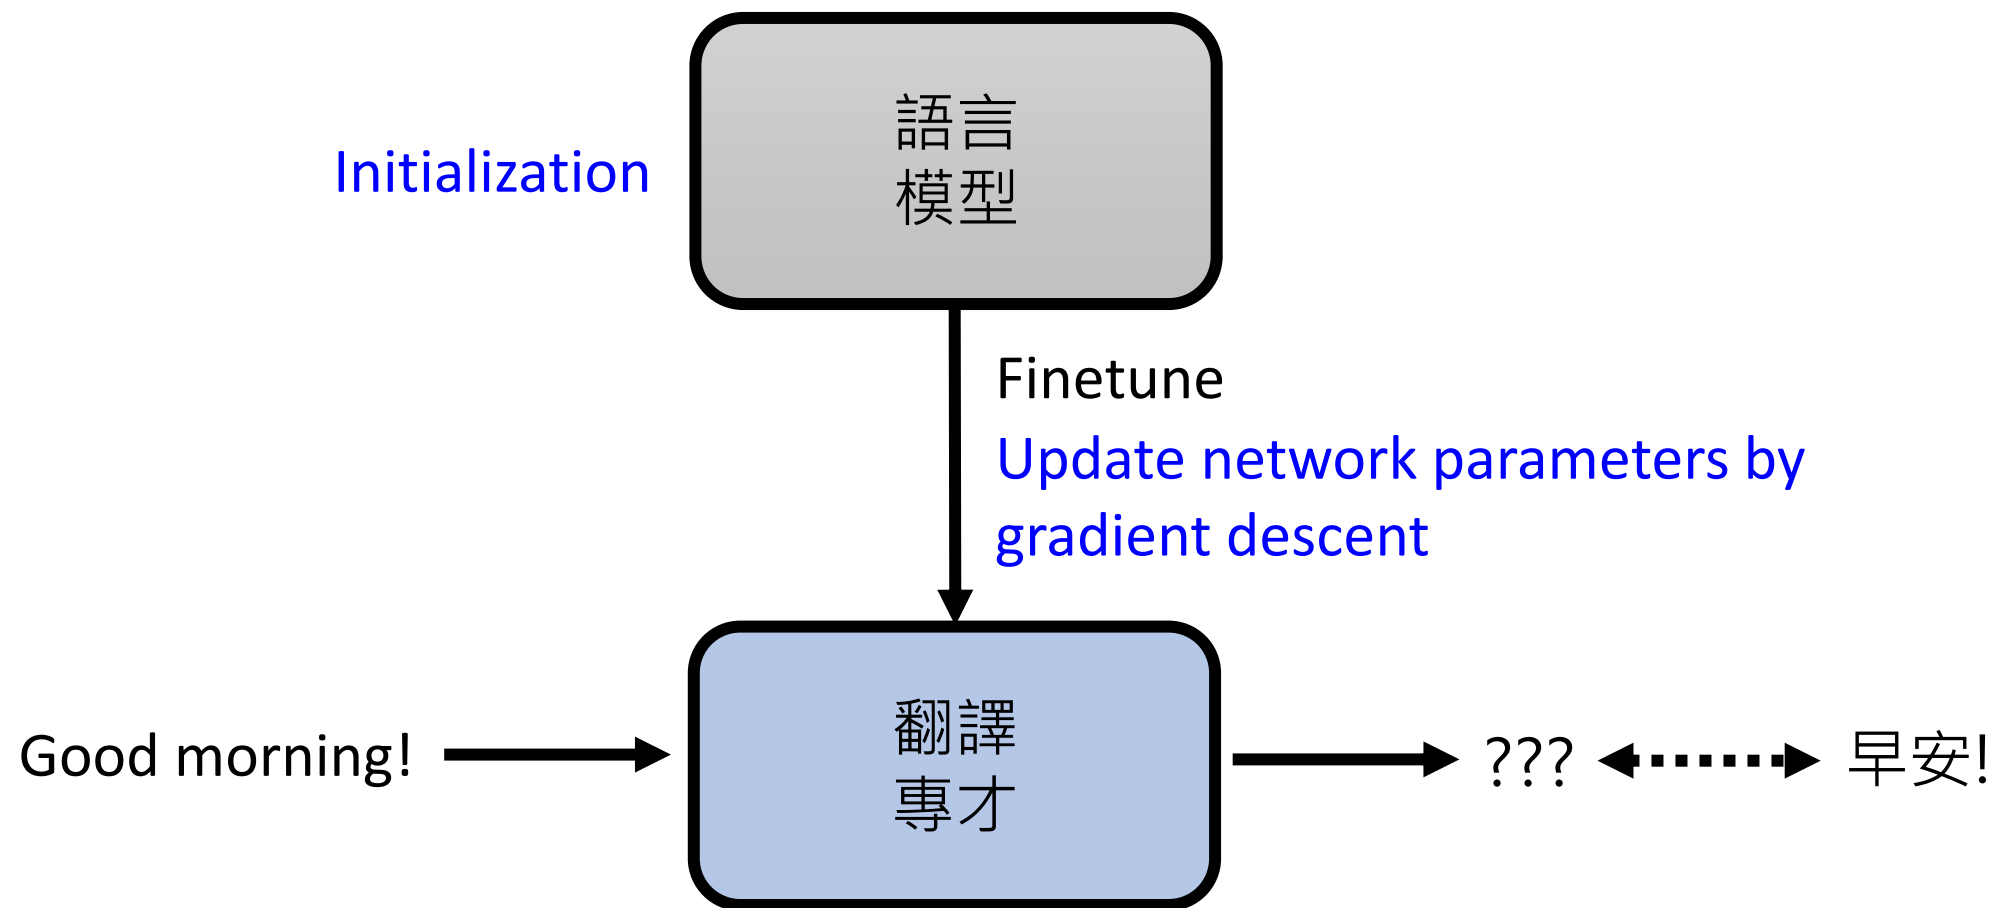 語言
模型
Initialization
Finetune
Update network parameters by
gradient descent
Good morning!
翻譯
專才
???
早安!